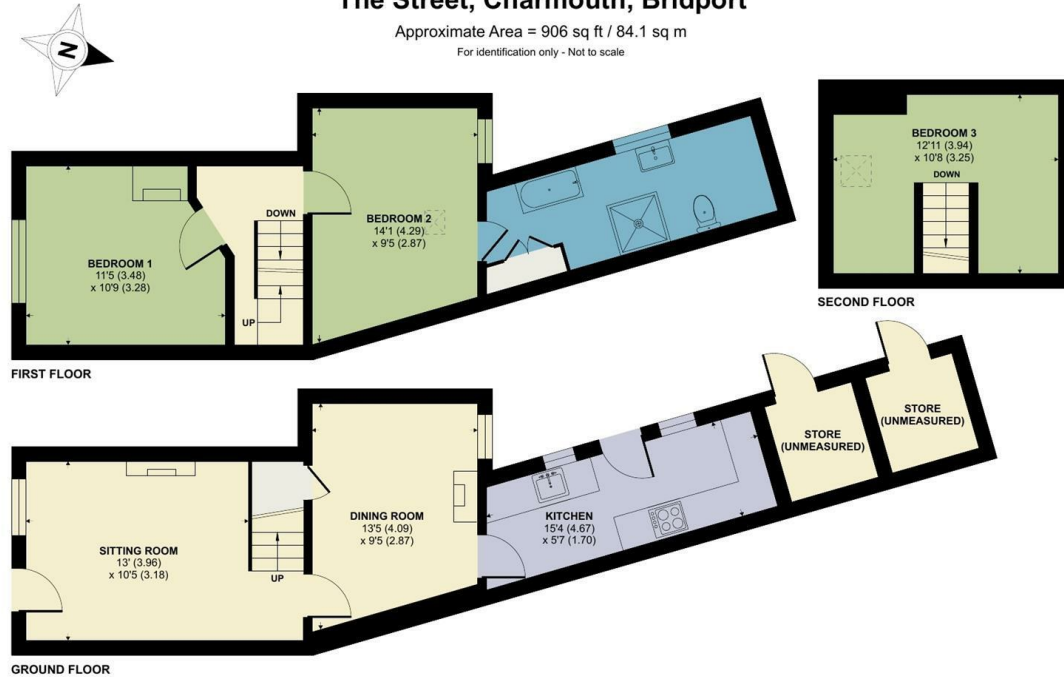 The Street, Charmouth, Bridport
Approximate Area = 906 sq ft / 84.1 sq m
For identification only - Not to scale
N
BEDROOM 1
11'5 (3.48)
x 10'9 (3.28)
DOWN
UP
BEDROOM 2
14'1 (4.29)
x 9'5 (2.87)
FIRST FLOOR
BEDROOM 3
12'11 (3.94)
x 10'8 (3.25)
DOWN
SECOND FLOOR
SITTING ROOM
13' (3.96)
x 10'5 (3.18)
UP
DINING ROOM
13'5 (4.09)
x 9'5 (2.87)
KITCHEN
15'4 (4.67)
x 5'7 (1.70)
STORE
(UNMEASURED)
STORE
(UNMEASURED)
GROUND FLOOR